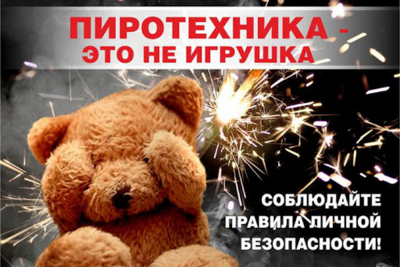 ПИРОТЕХНИКА -
ЭТО НЕ ИГРУШКА
СОБЛЮДАЙТЕ
ПРАВИЛА ЛИЧНОЙ
БЕЗОПАСНОСТИ!